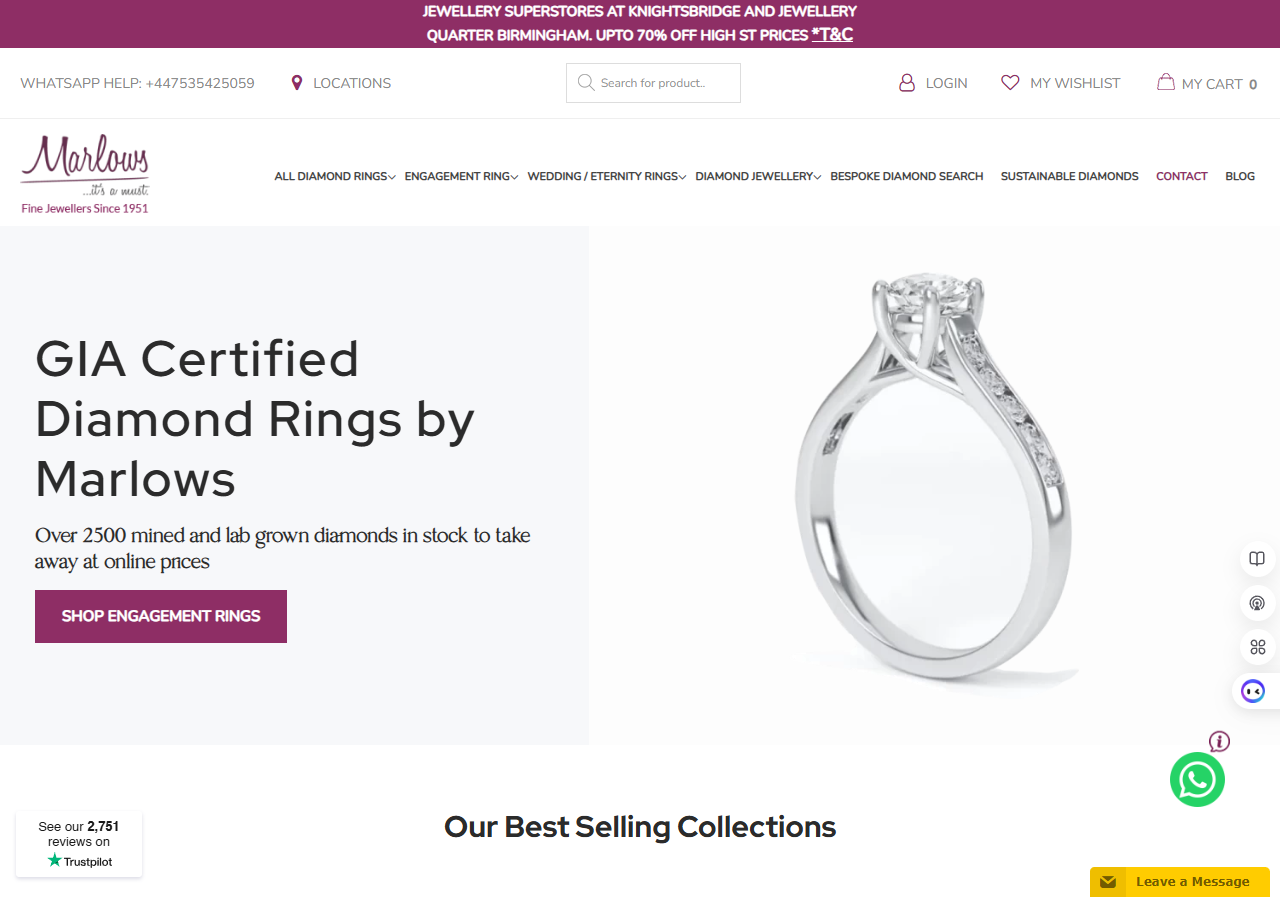 JEWELLERY SUPERSTORES AT KNIGHTSBRIDGE AND JEWELLERY
QUARTER BIRMINGHAM. UPTO 70% OFF HIGH ST PRICES *T&C
WHATSAPP HELP: +447535425059 LOCATIONS Search for product.. LOGIN MY WISHLIST MY CART 0
Marlows
...it's a must.
Fine Jewellers Since 1951
ALL DIAMOND RINGS ENGAGEMENT RING WEDDING / ETERNITY RINGS DIAMOND JEWELLERY BESPOKE DIAMOND SEARCH SUSTAINABLE DIAMONDS CONTACT BLOG
GIA Certified
Diamond Rings by
Marlows
Over 2500 mined and lab grown diamonds in stock to take
away at online prices
SHOP ENGAGEMENT RINGS
Our Best Selling Collections
See our 2,751
reviews on
Trustpilot
Leave a Message